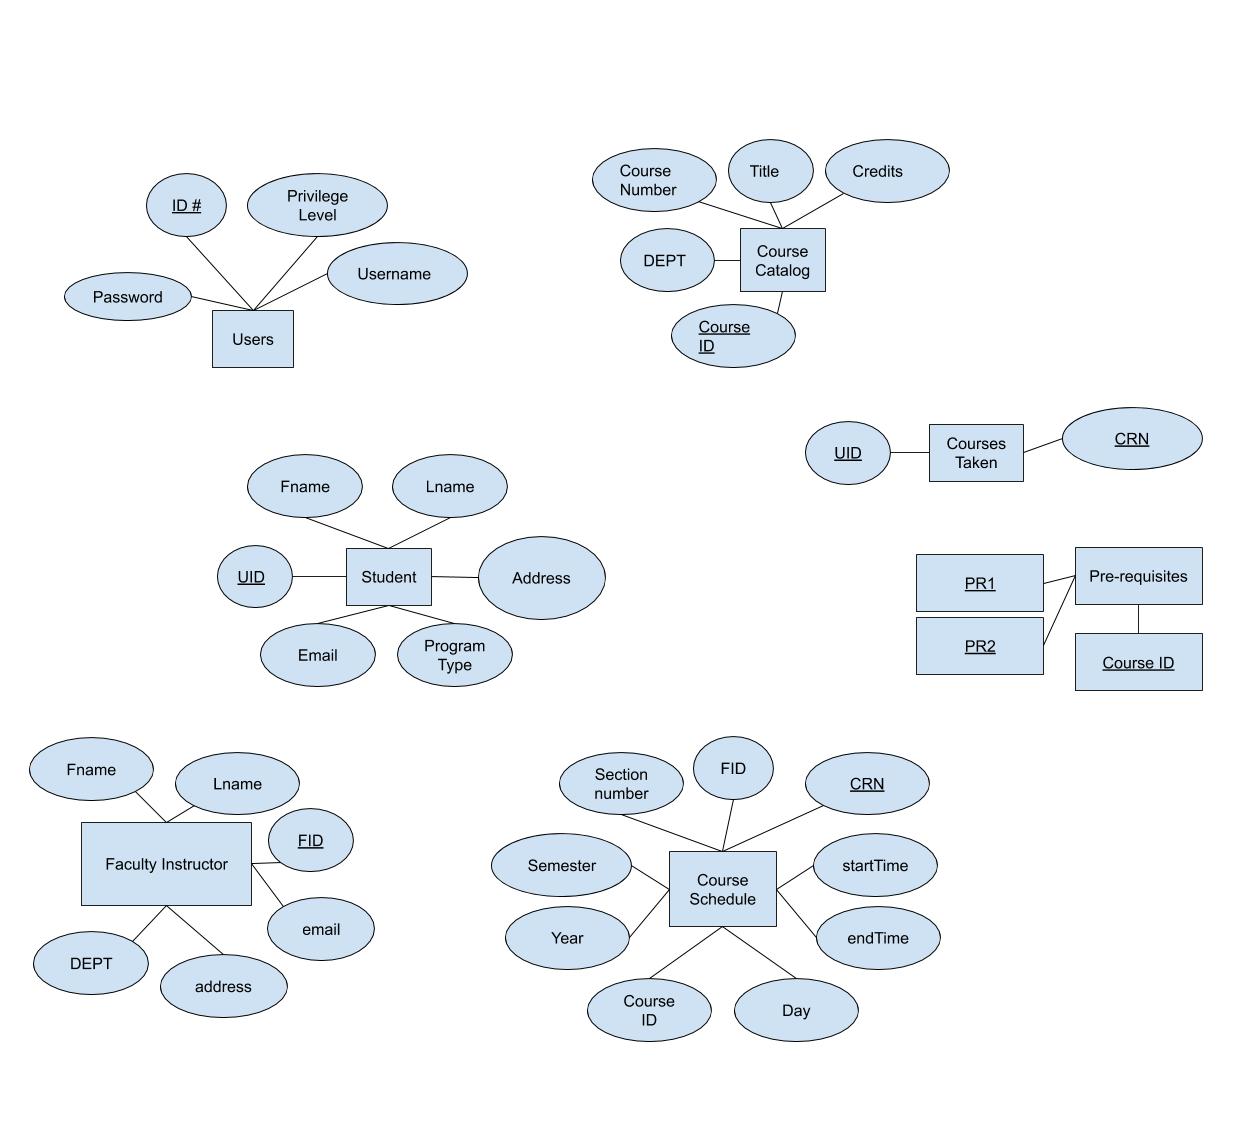 ID #
Privilege
Level
Username
Password
Users
Course
Number
Title
Credits
DEPT
Course
Catalog
Course
ID
UID
Courses
Taken
CRN
Fname
Lname
UID
Student
Address
Email
Program
Type
PR1
Pre-requisites
PR2
Course ID
Fname
Lname
FID
Faculty Instructor
email
DEPT
address
Section
number
FID
CRN
Semester
Course
Schedule
startTime
Year
endTime
Course
ID
Day